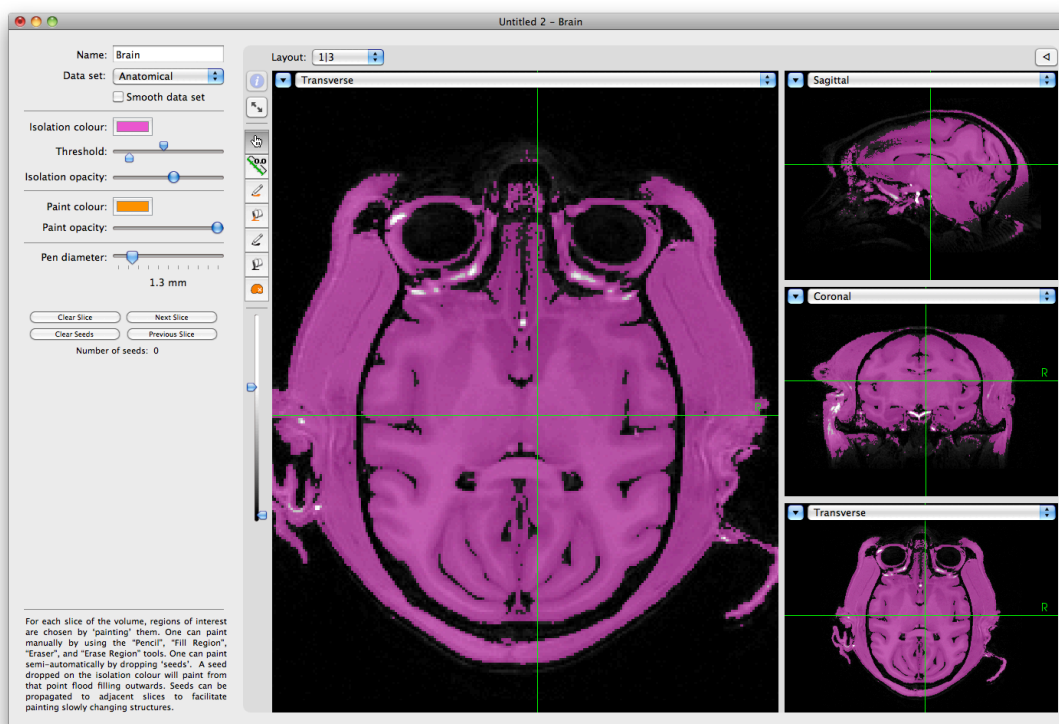 Untitled 2 – Brain
Name: Brain
Data set: Anatomical
Smooth data set
Isolation colour:
Threshold:
Isolation opacity:
Paint colour:
Paint opacity:
Pen diameter:
1.3 mm
Clear Slice
Next Slice
Clear Seeds
Previous Slice
Number of seeds: 0
For each slice of the volume, regions of interest
are chosen by 'painting' them. One can paint
manually by using the "Pencil", "Fill Region",
"Eraser", and "Erase Region" tools. One can paint
semi-automatically by dropping 'seeds'. A seed
dropped on the isolation colour will paint from
that point flood filling outwards. Seeds can be
propagated to adjacent slices to facilitate
painting slowly changing structures.
Layout: 1|3
Transverse
R
Sagittal
Coronal
R
Transverse
R